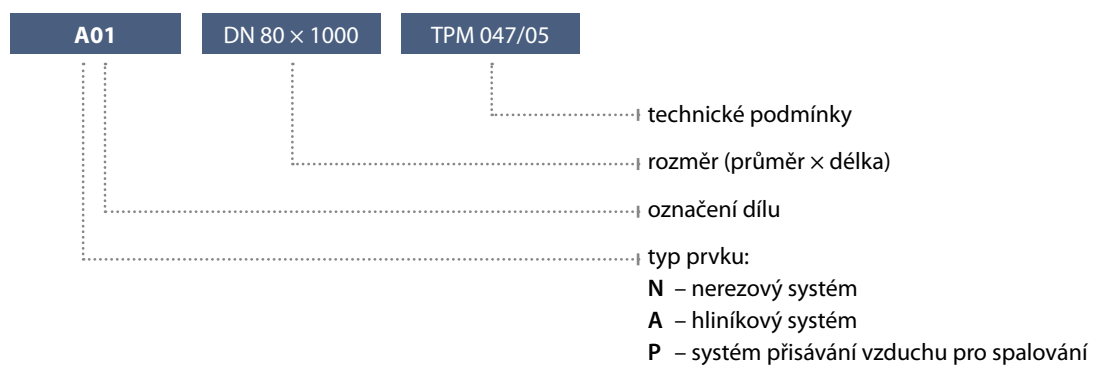 A01 DN 80 × 1000 TPM 047/05
technické podmínky
rozměr (průměr × délka)
označení dílu
typ prvku:
N – nerezový systém
A – hliníkový systém
P – systém přisávání vzduchu pro spalování